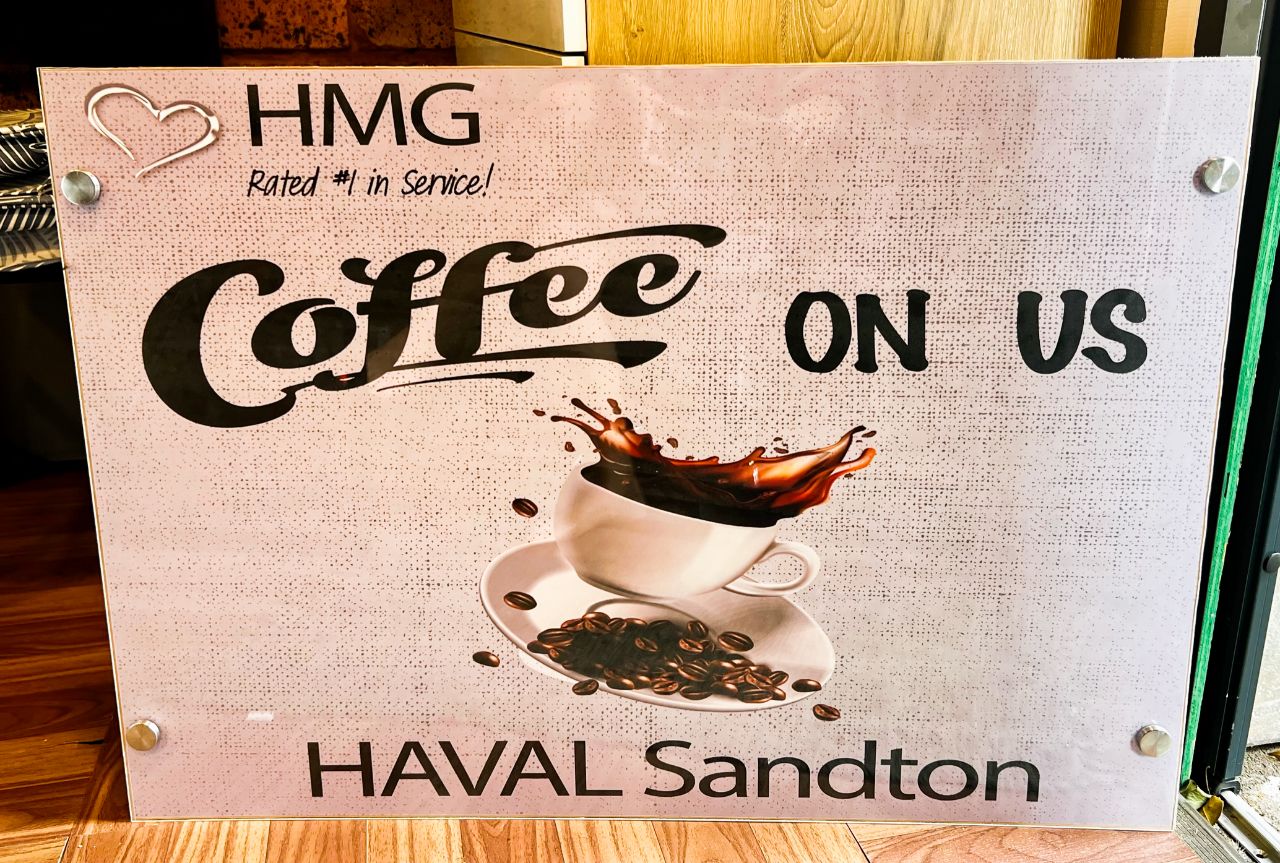 HMG
Rated #1 in Service!
Coffee ON US
HAVAL Sandton